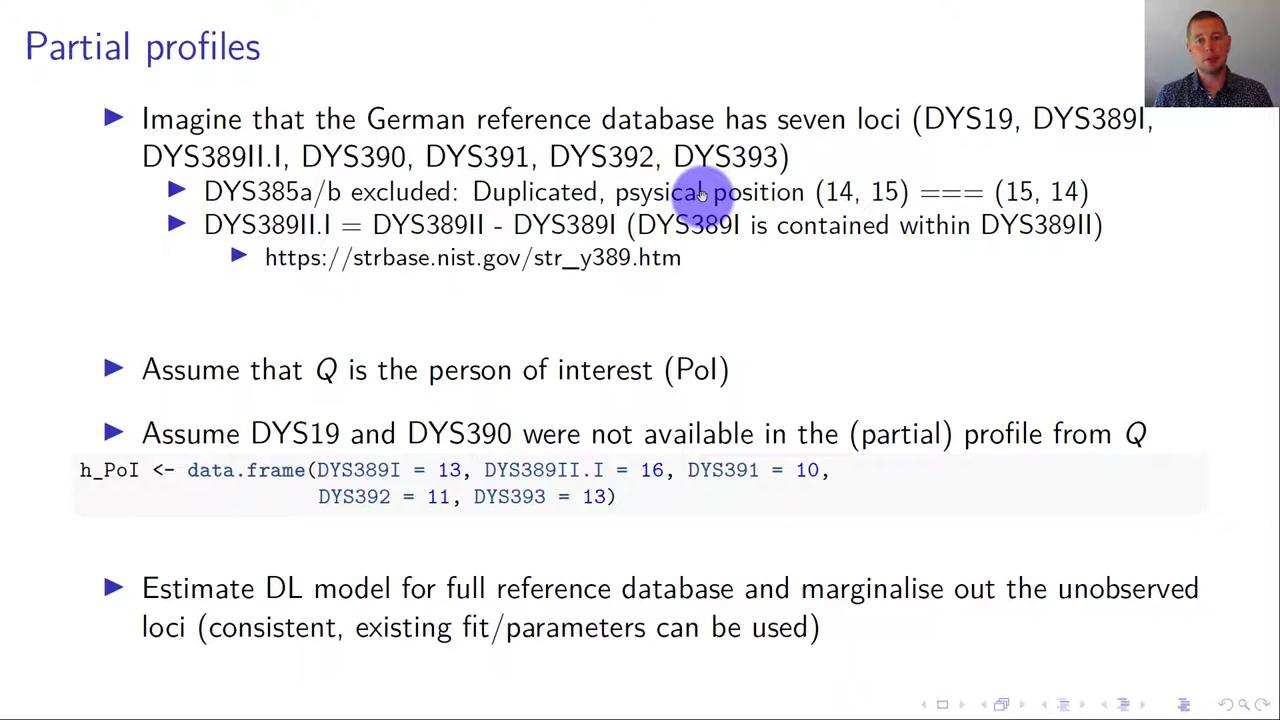 Partial profiles
Imagine that the German reference database has seven loci (DYS19, DYS389I,
DYS389II.I, DYS390, DYS391, DYS392, DYS393)
DYS385a/b excluded: Duplicated, psysical position (14, 15) === (15, 14)
DYS389II.I = DYS389II - DYS389I (DYS389I is contained within DYS389II)
https://strbase.nist.gov/str_y389.htm
Assume that Q is the person of interest (PoI)
Assume DYS19 and DYS390 were not available in the (partial) profile from Q
h_PoI <- data.frame(DYS389I = 13, DYS389II.I = 16, DYS391 = 10,
DYS392 = 11, DYS393 = 13)
Estimate DL model for full reference database and marginalise out the unobserved
loci (consistent, existing fit/parameters can be used)